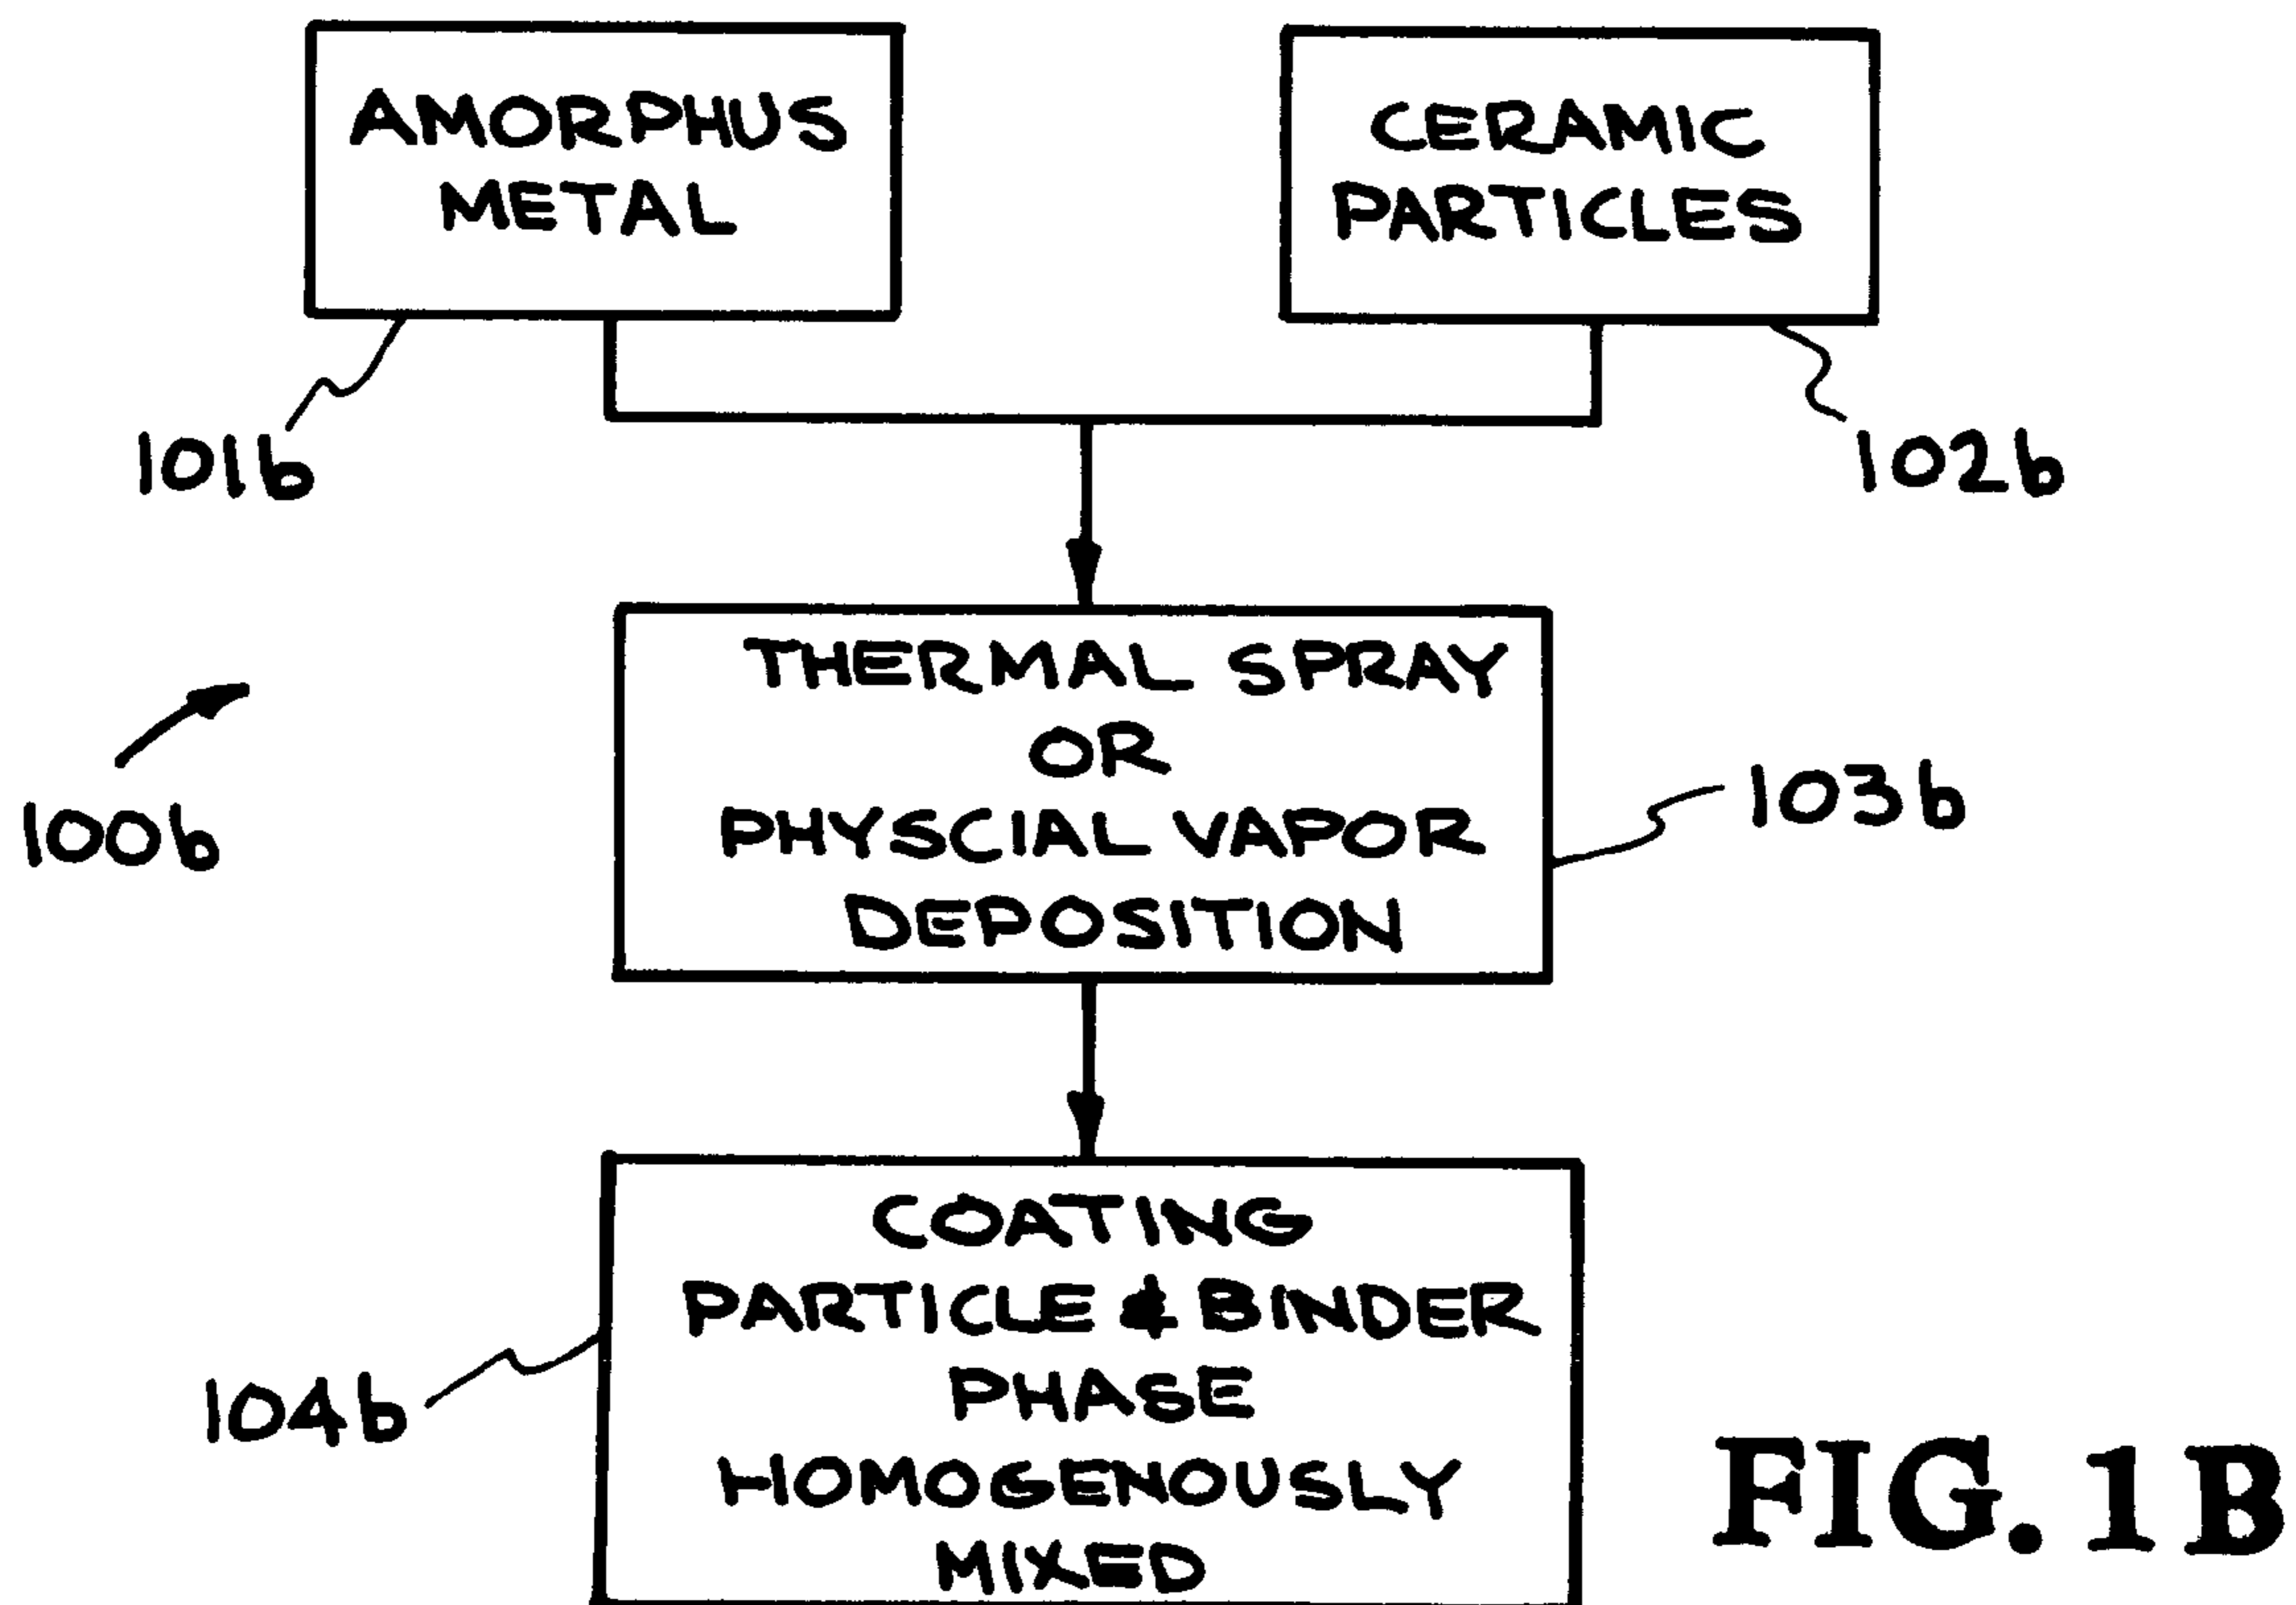 AMORPHUS
METAL
CERAMIC
PARTICLES
101b
102b
THERMAL SPRAY
OR
PHYSCIAL VAPOR
DEPOSITION
100b
103b
COATING
PARTICLE & BINDER
PHASE
HOMOGENOUSLY
MIXED
104b
FIG. 1B